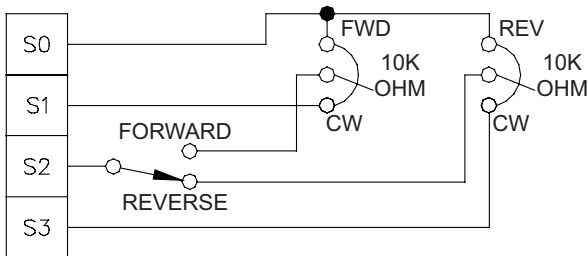 S0
FWD
REV
10K
OHM
10K
OHM
S1
CW
CW
FORWARD
S2
REVERSE
S3